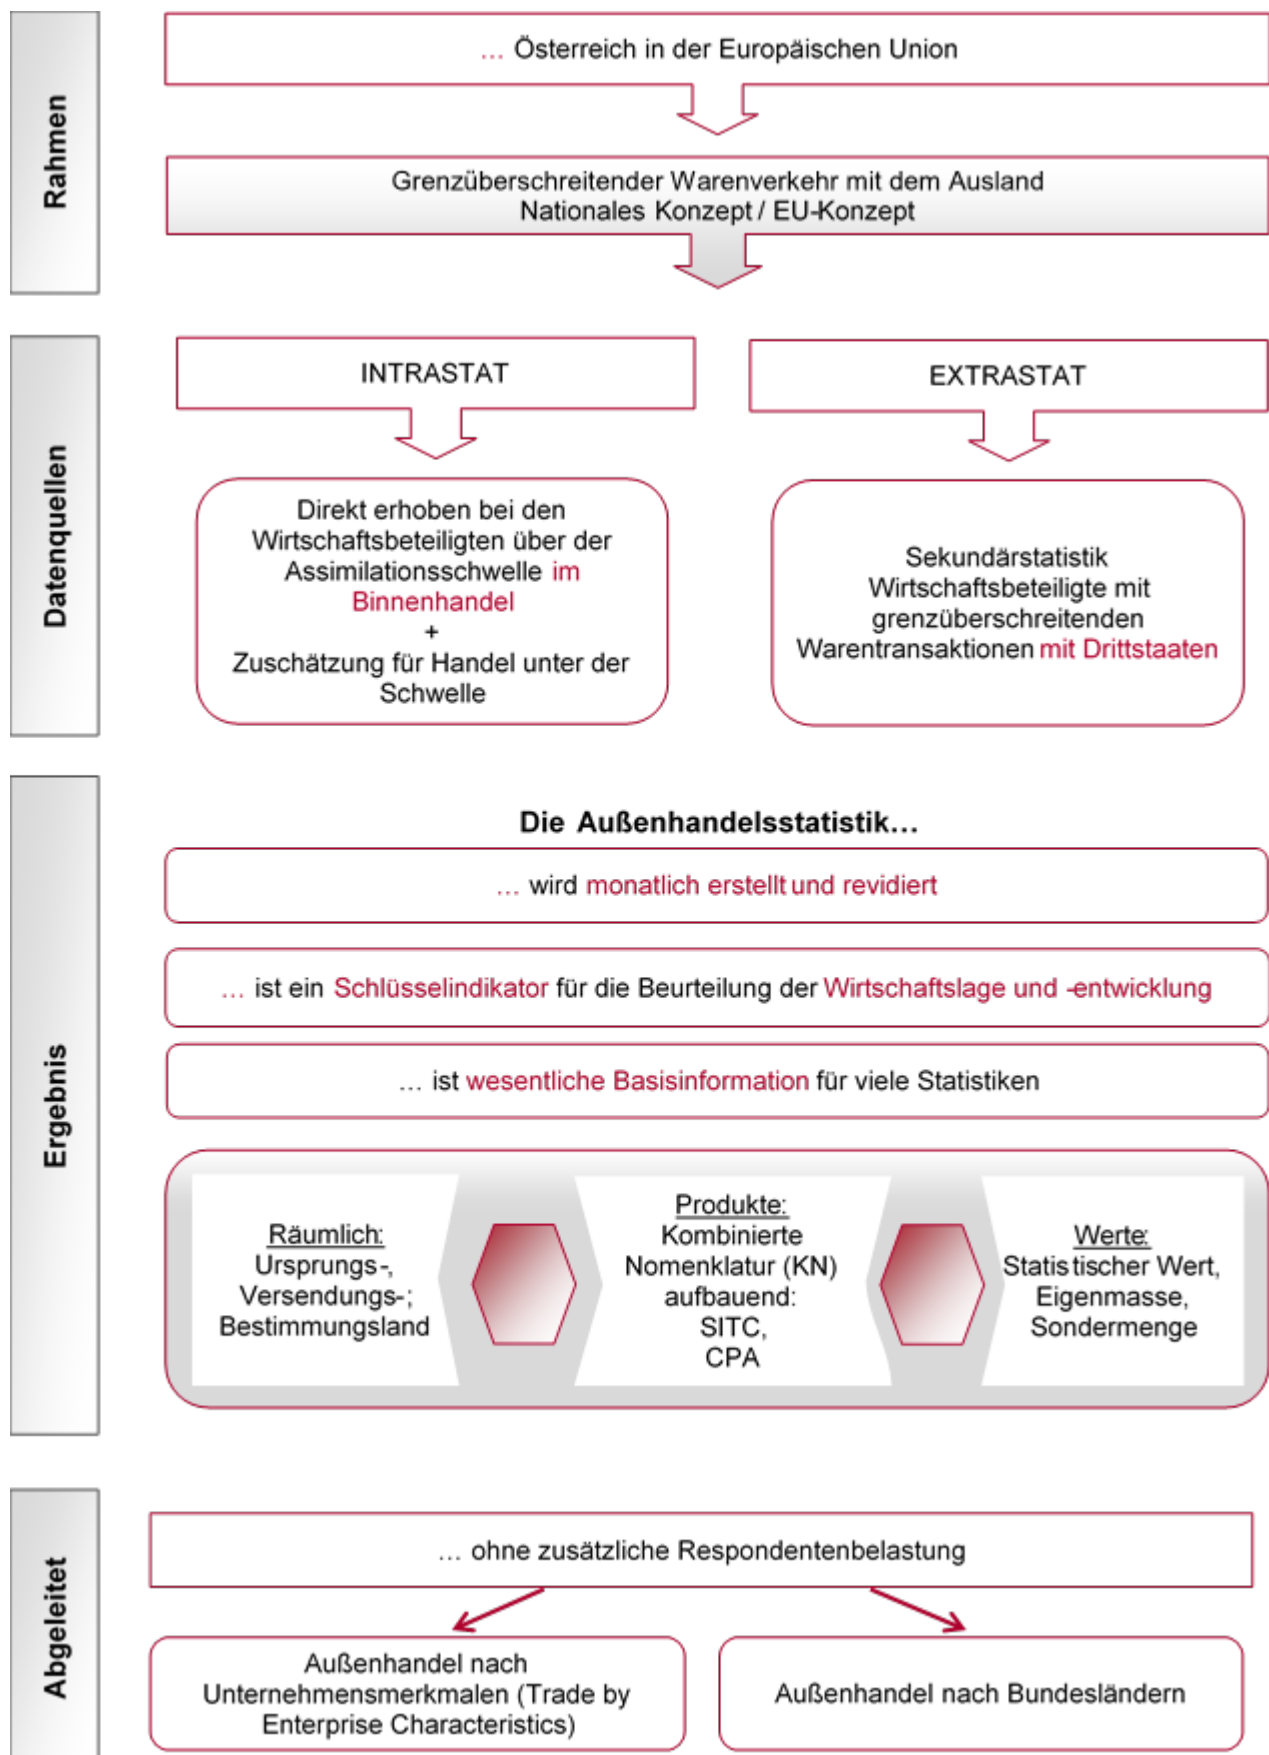 Rahmen
… Österreich in der Europäischen Union
Grenzüberschreitender Warenverkehr mit dem Ausland
Nationales Konzept / EU-Konzept
Datenquellen
INTRASTAT
Direkt erhoben bei den
Wirtschaftsbeteiligten über der
Assimilationsschwelle im
Binnenhandel
+
Zuschätzung für Handel unter der
Schwelle
EXTRASTAT
Sekundärstatistik
Wirtschaftsbeteiligte mit
grenzüberschreitenden
Warentransaktionen mit Drittstaaten
Ergebnis
Die Außenhandelsstatistik…
… wird monatlich erstellt und revidiert
… ist ein Schlüsselindikator für die Beurteilung der Wirtschaftslage und -entwicklung
… ist wesentliche Basisinformation für viele Statistiken
Räumlich:
Ursprungs-,
Versendungs-;
Bestimmungsland
Produkte:
Kombinierte
Nomenklatur (KN)
aufbauend:
SITC,
CPA
Werte:
Statistischer Wert,
Eigenmasse,
Sondermenge
Abgeleitet
… ohne zusätzliche Respondentenbelastung
Außenhandel nach
Unternehmensmerkmalen (Trade by
Enterprise Characteristics)
Außenhandel nach Bundesländern